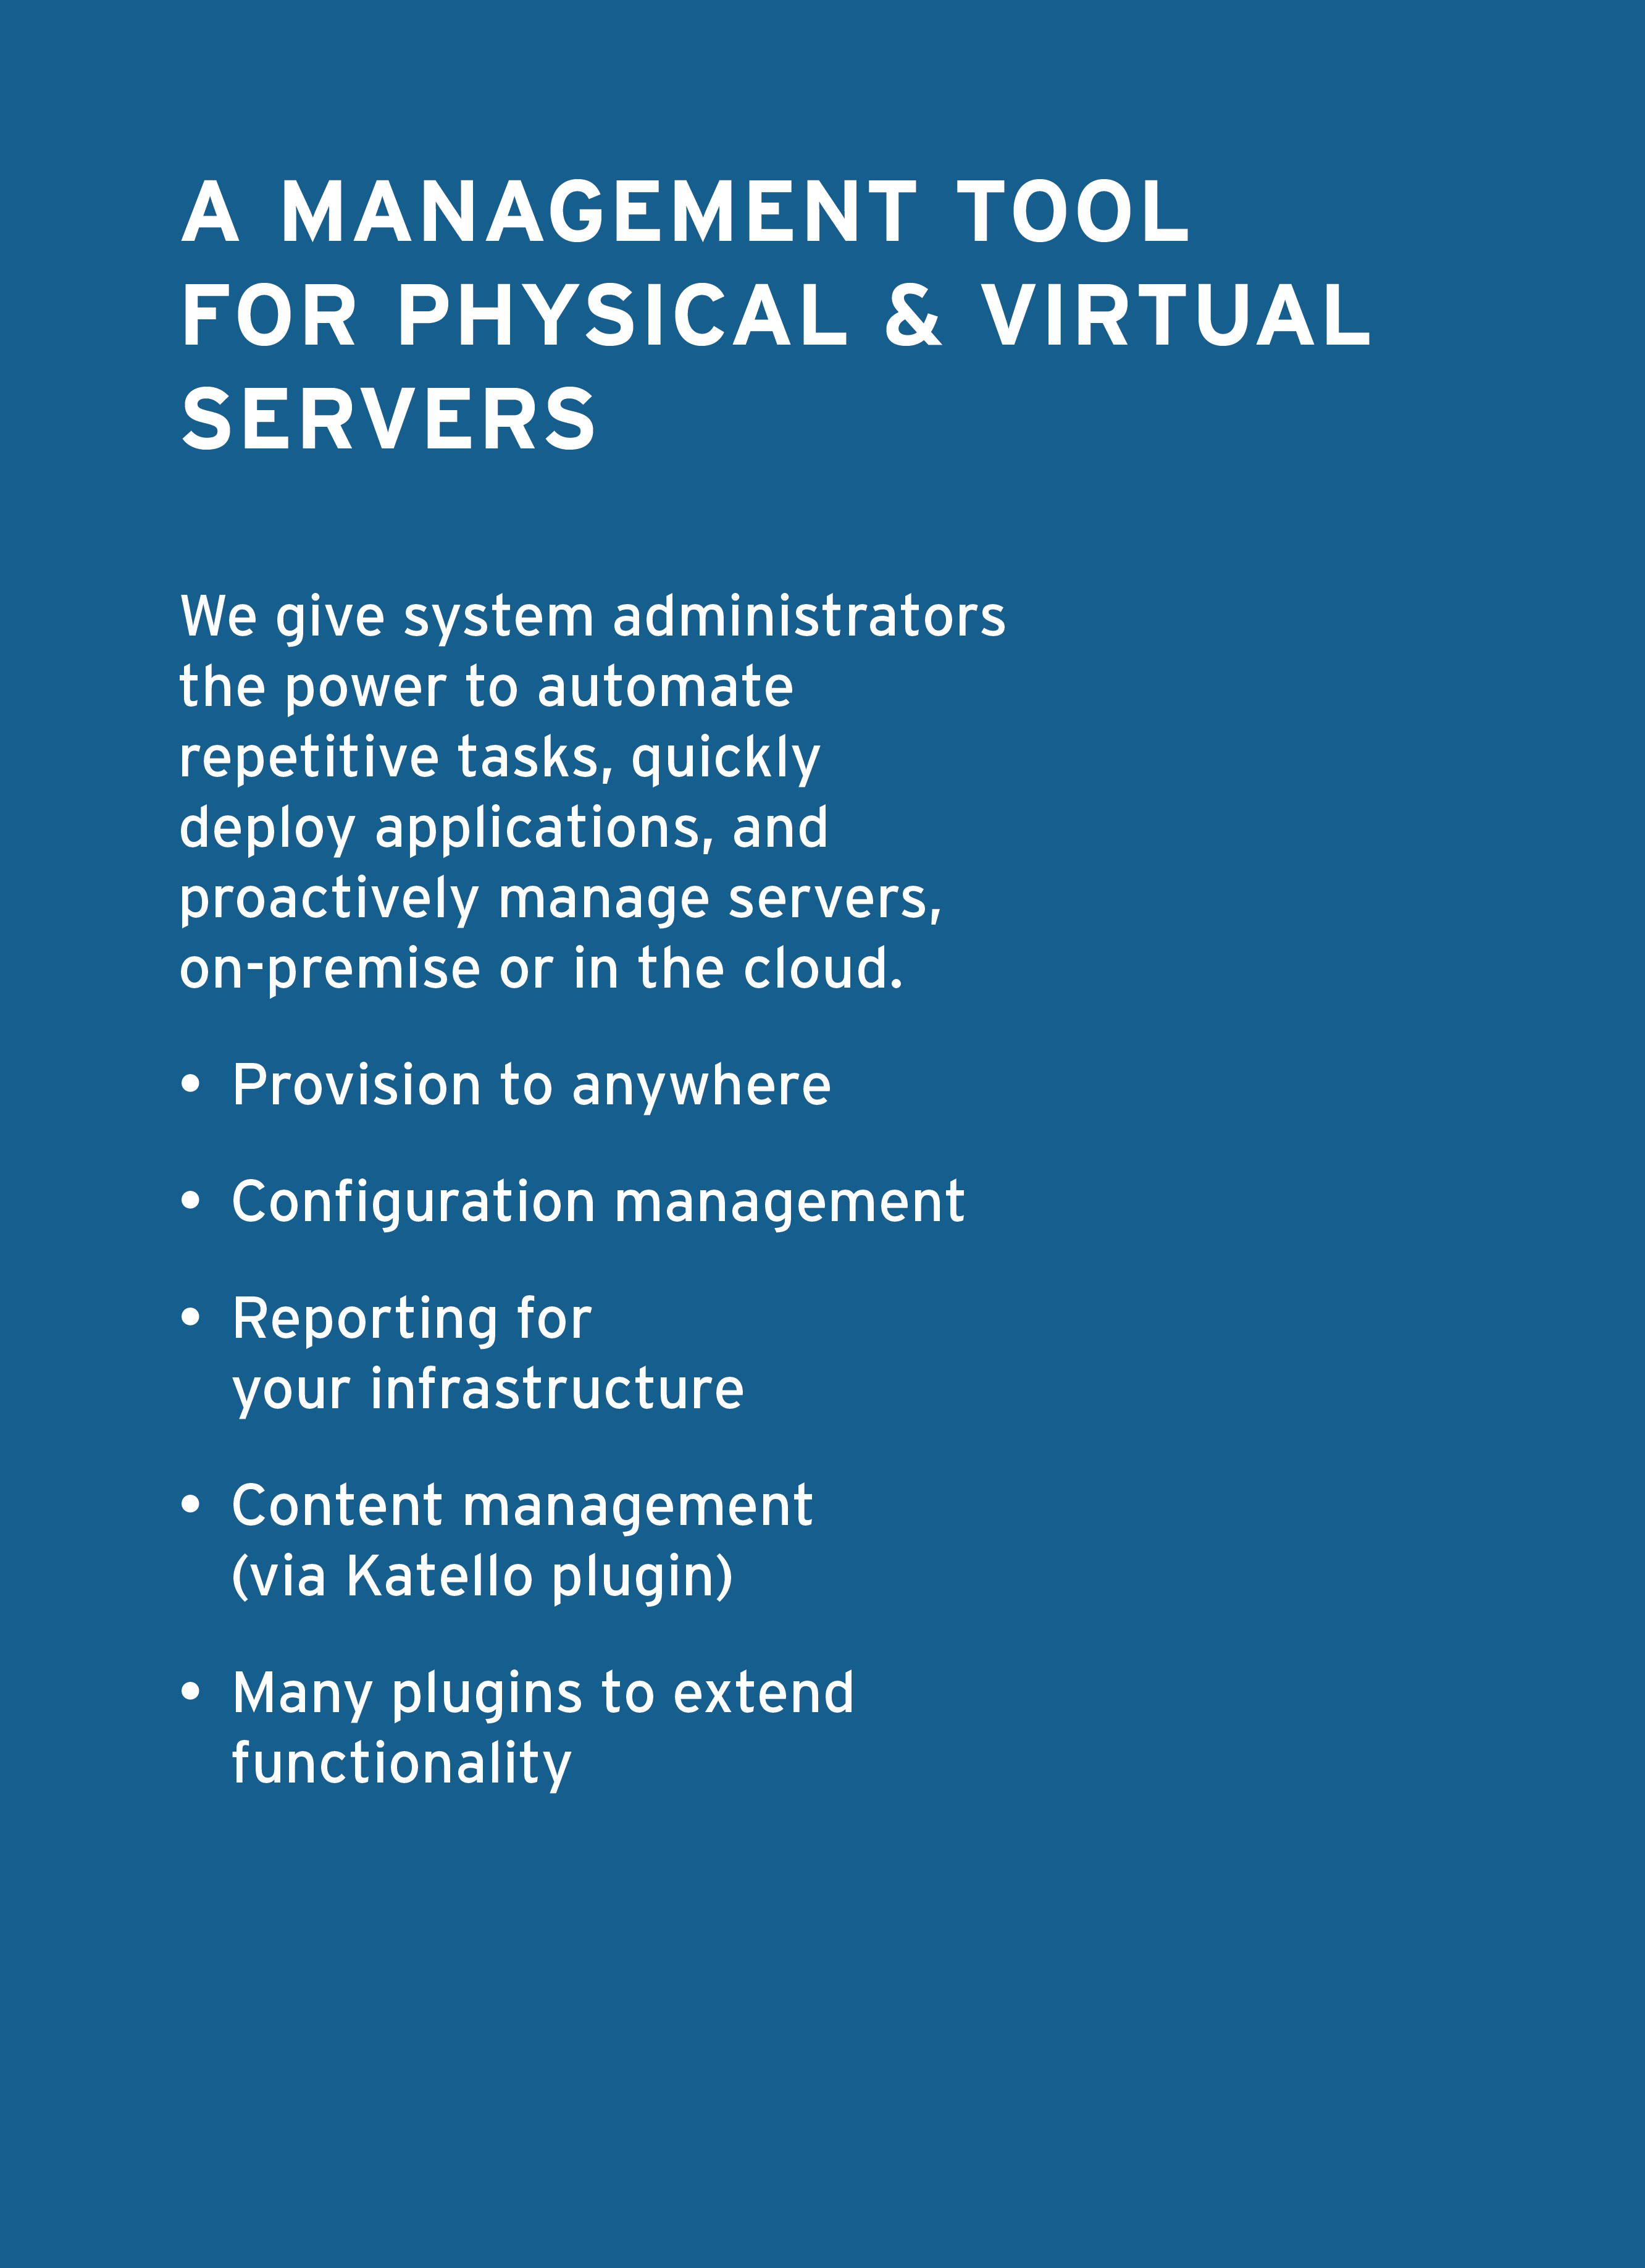 A MANAGEMENT TOOL
FOR PHYSICAL & VIRTUAL
SERVERS
We give system administrators
the power to automate
repetitive tasks, quickly
deploy applications, and
proactively manage servers,
on-premise or in the cloud.
• Provision to anywhere
• Configuration management
• Reporting for
your infrastructure
• Content management
(via Katello plugin)
• Many plugins to extend
functionality